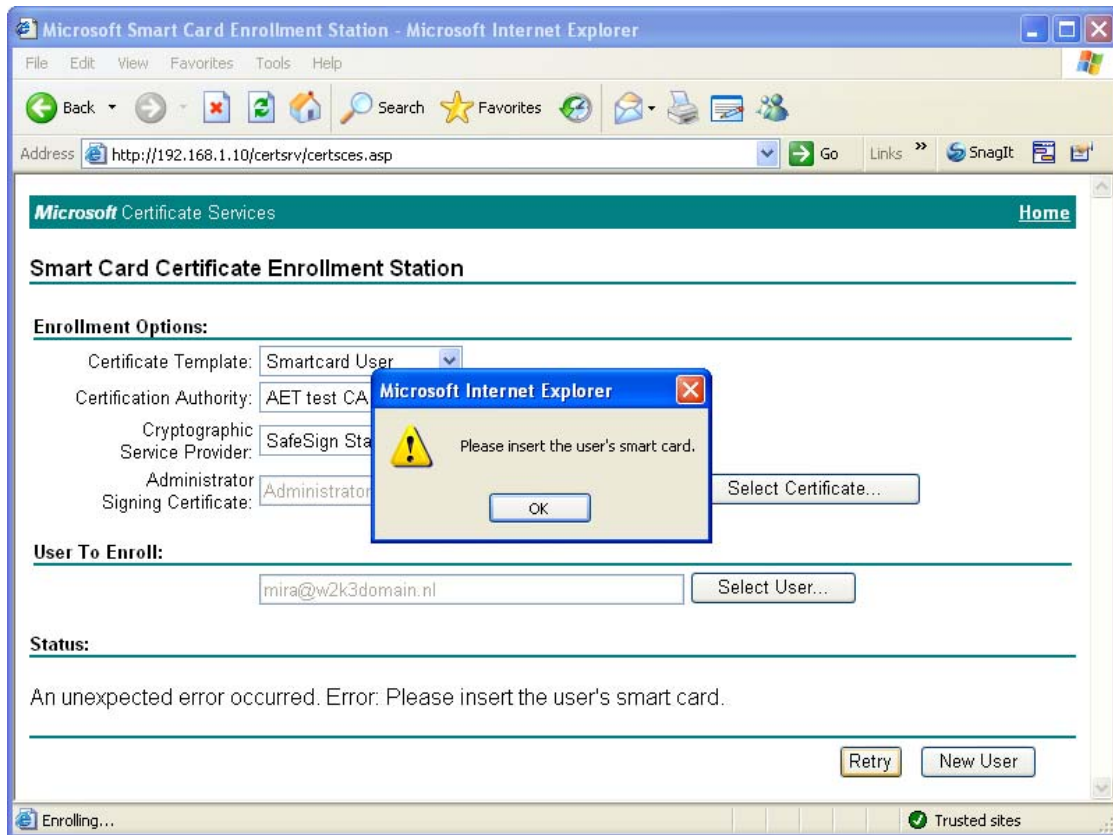 Microsoft Smart Card Enrollment Station - Microsoft Internet Explorer
File Edit View Favorites Tools Help
Back Search Favorites
Address http://192.168.1.10/certsrv/certsces.asp Go Links » SnagIt
Microsoft Certificate Services Home
Smart Card Certificate Enrollment Station
Enrollment Options:
Certificate Template: Smartcard User
Certification Authority: AET test CA
Cryptographic
Service Provider: SafeSign Sta
Administrator
Signing Certificate: Administrator Select Certificate...
Microsoft Internet Explorer
Please insert the user's smart card.
OK
User To Enroll:
mira@w2k3domain.nl Select User...
Status:
An unexpected error occurred. Error: Please insert the user's smart card.
Retry New User
Enrolling... Trusted sites